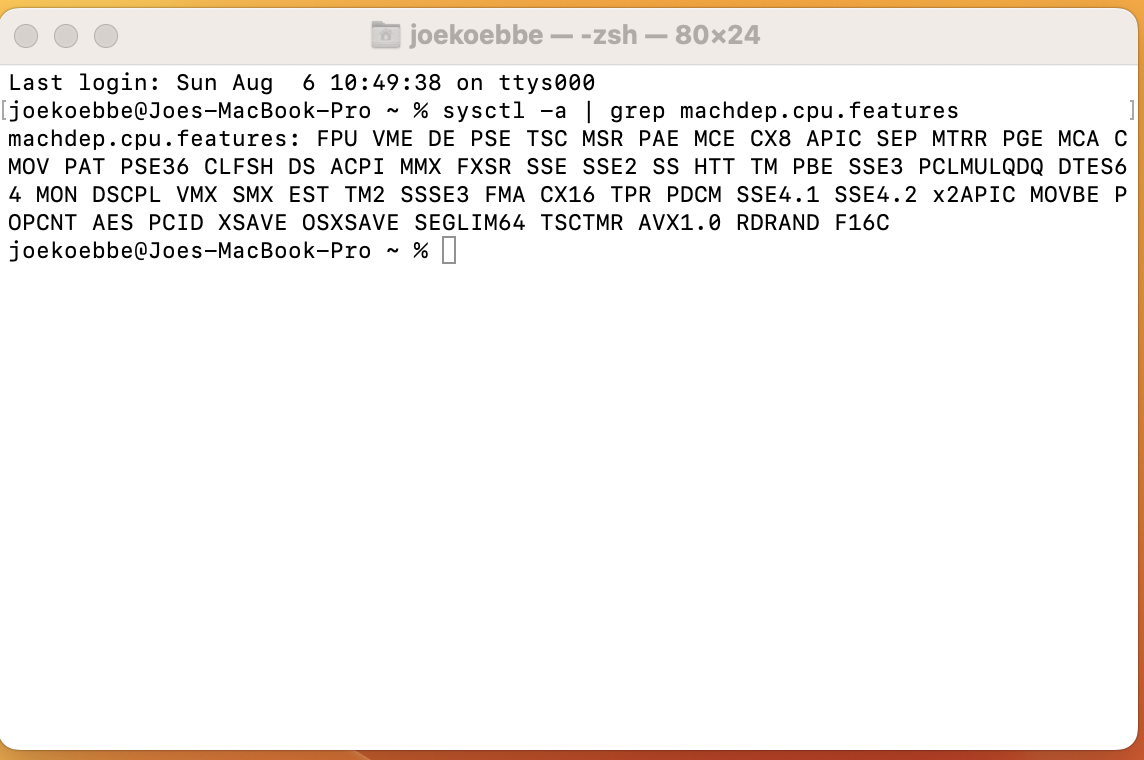 joekoebbe — -zsh — 80×24
Last login: Sun Aug  6 10:49:38 on ttys000
[joekoebbe@Joes-MacBook-Pro ~ % sysctl -a | grep machdep.cpu.features ]
machdep.cpu.features: FPU VME DE PSE TSC MSR PAE MCE CX8 APIC SEP MTRR PGE MCA C
MOV PAT PSE36 CLFSH DS ACPI MMX FXSR SSE SSE2 SS HTT TM PBE SSE3 PCLMULQDQ DTES6
4 MON DSCPL VMX SMX EST TM2 SSSE3 FMA CX16 TPR PDCM SSE4.1 SSE4.2 x2APIC MOVBE P
OPCNT AES PCID XSAVE OSXSAVE SEGLIM64 TSCTMR AVX1.0 RDRAND F16C
joekoebbe@Joes-MacBook-Pro ~ %